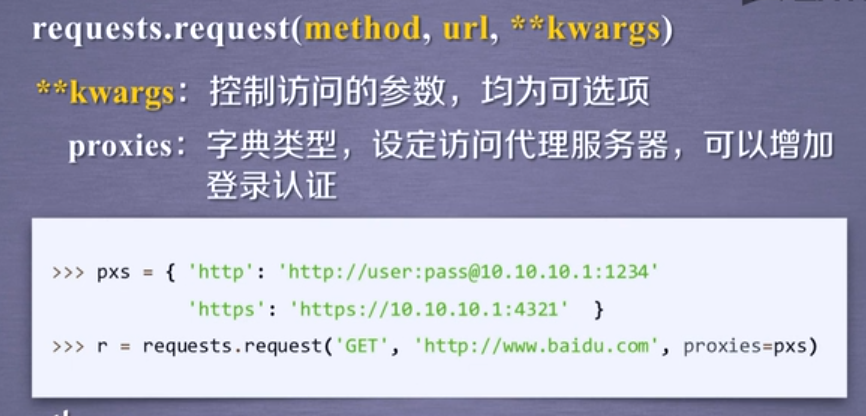 requests.request(method, url, **kwargs)
**kwargs: 控制访问的参数，均为可选项
proxies: 字典类型，设定访问代理服务器，可以增加
登录认证
>>> pxs = { 'http': 'http://user:pass@10.10.10.1:1234'
'https': 'https://10.10.10.1:4321' }
>>> r = requests.request('GET', 'http://www.baidu.com', proxies=pxs)